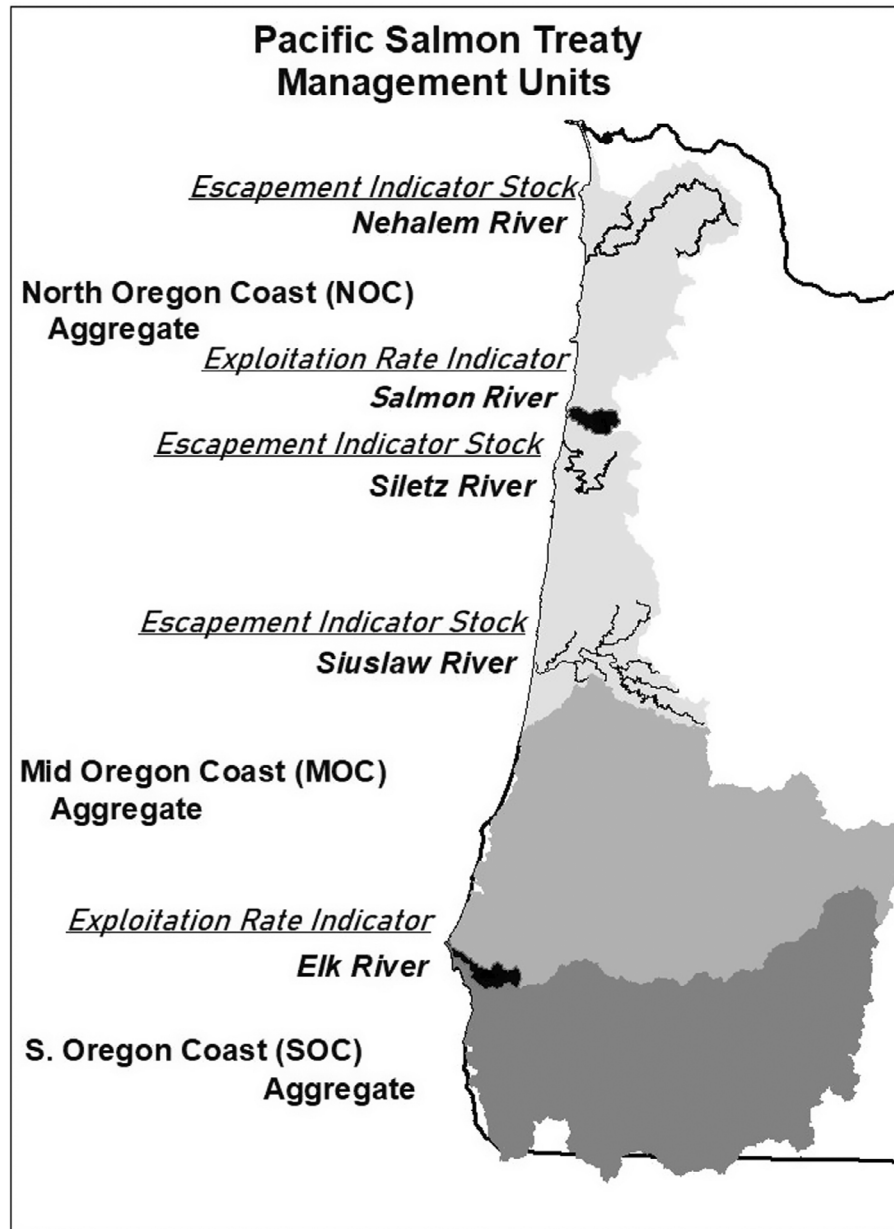 Pacific Salmon Treaty
Management Units
Escapement Indicator Stock
Nehalem River
North Oregon Coast (NOC)
Aggregate
Exploitation Rate Indicator
Salmon River
Escapement Indicator Stock
Siletz River
Escapement Indicator Stock
Siuslaw River
Mid Oregon Coast (MOC)
Aggregate
Exploitation Rate Indicator
Elk River
S. Oregon Coast (SOC)
Aggregate